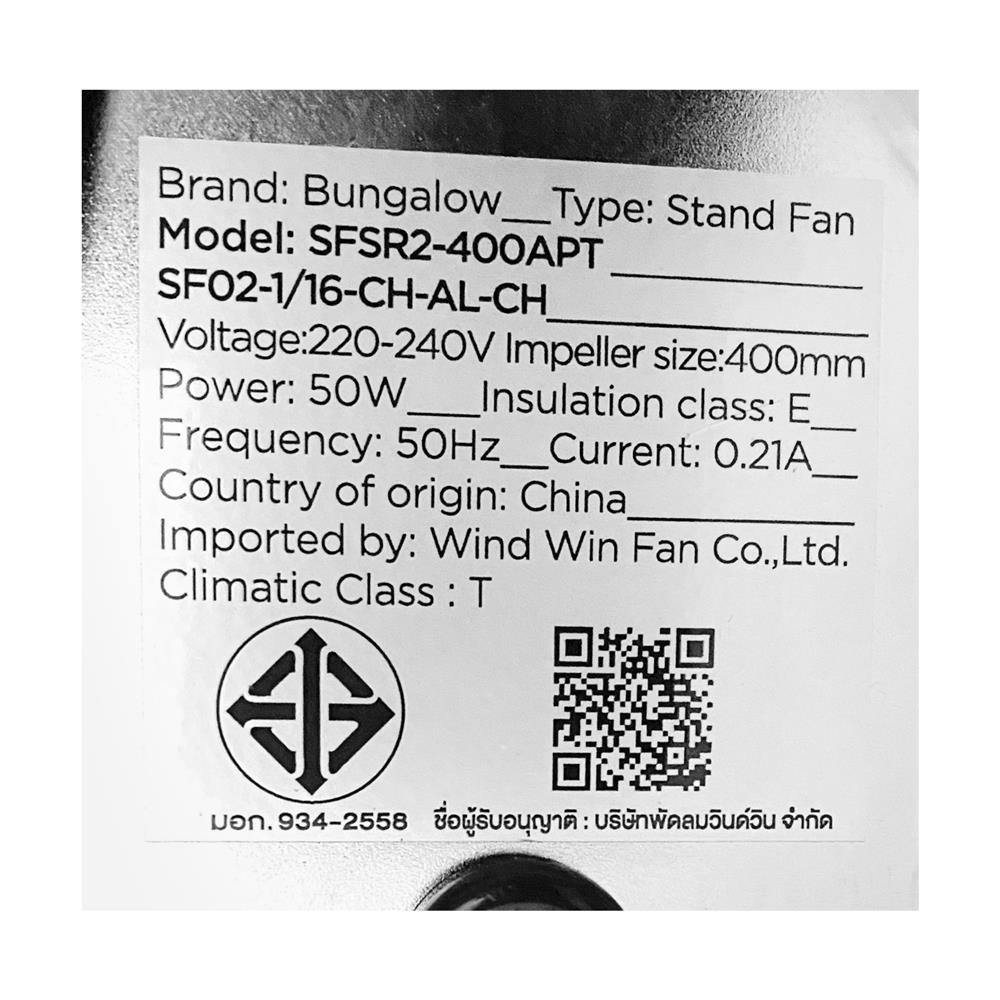 Brand: Bungalow__Type: Stand Fan
Model: SFSR2-400APT __________
SF02-1/16-CH-AL-CH____________
Voltage:220-240V Impeller size:400mm
Power: 50W___Insulation class: E__
Frequency: 50Hz__Current: 0.21A__
Country of origin: China__________
Imported by: Wind Win Fan Co.,Ltd.
Climatic Class : T
มอก. 934-2558 ชื่อผู้รับอนุญาติ : บริษัทพัดลมวินด์วิน จำกัด